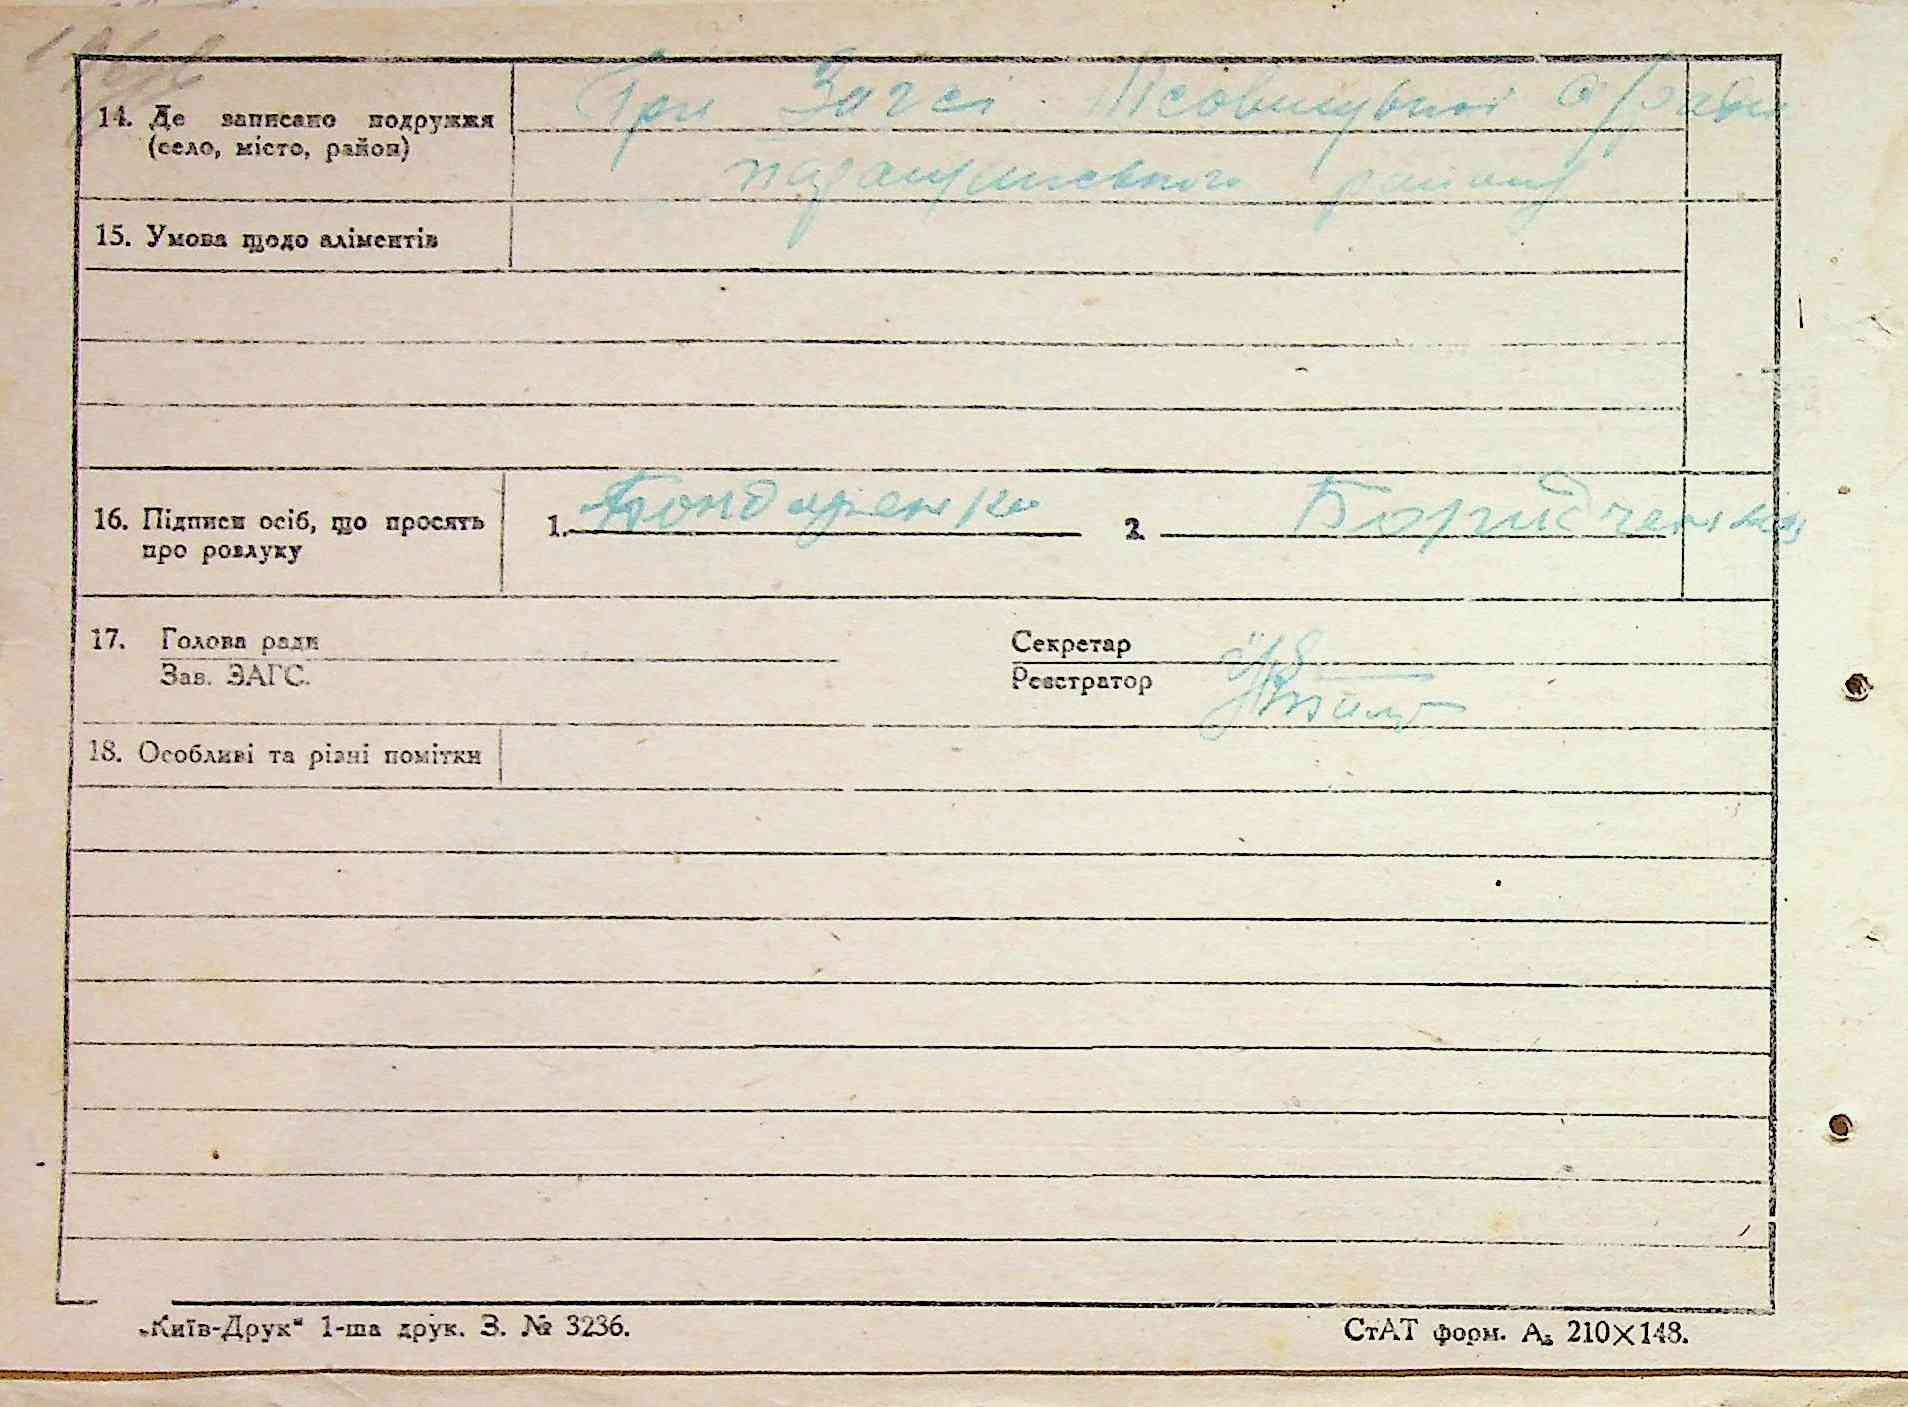 14. Де записано подружжя
(село, місто, район)
При Загсі с/ради
району
15. Умова щодо аліментів
16. Підписи осіб, що просять
про розлуку
1. Бондаренко 2.
17. Голова ради Секретар
Зав. ЗАГС. Реєстратор
18. Особливі та різні помітки
„Київ-Друк“ 1-ша друк. З. № 3236.
СтАТ форм. А₅ 210×148.